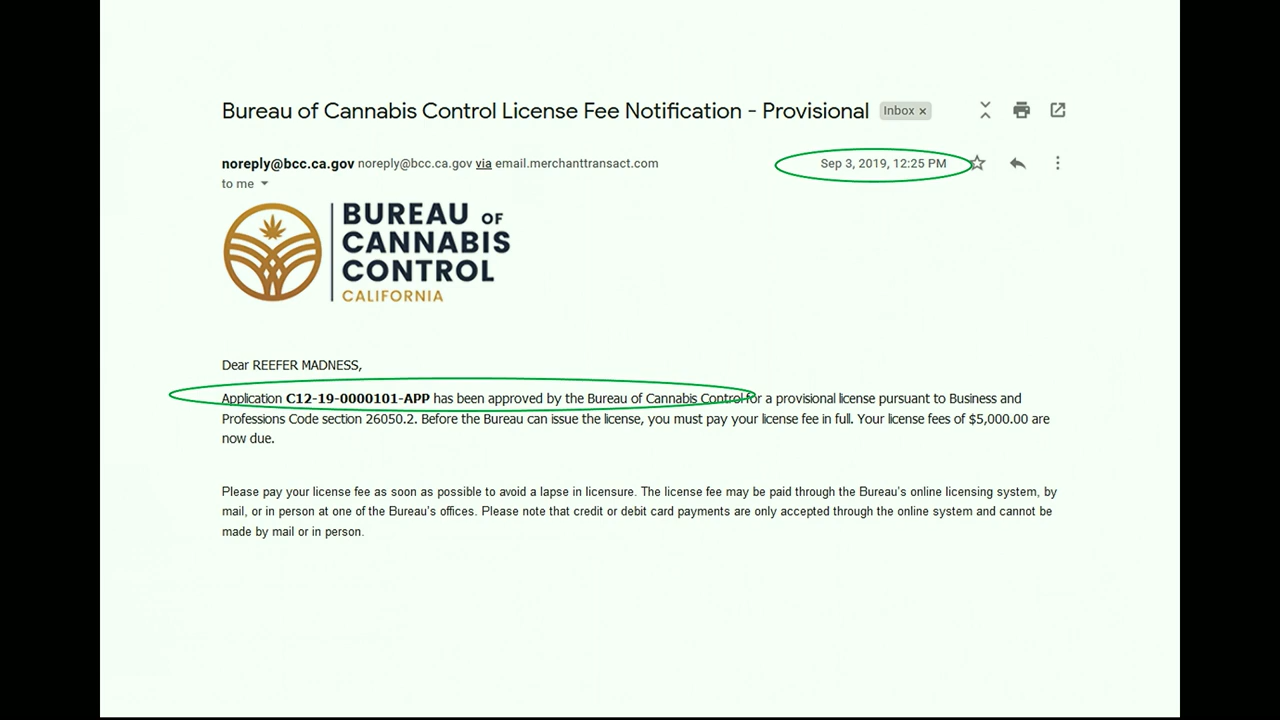 Bureau of Cannabis Control License Fee Notification - Provisional Inbox x
noreply@bcc.ca.gov noreply@bcc.ca.gov via email.merchanttransact.com Sep 3, 2019, 12:25 PM
to me
BUREAU OF
CANNABIS
CONTROL
CALIFORNIA
Dear REEFER MADNESS,
Application C12-19-0000101-APP has been approved by the Bureau of Cannabis Control for a provisional license pursuant to Business and
Professions Code section 26050.2. Before the Bureau can issue the license, you must pay your license fee in full. Your license fees of $5,000.00 are
now due.
Please pay your license fee as soon as possible to avoid a lapse in licensure. The license fee may be paid through the Bureau's online licensing system, by
mail, or in person at one of the Bureau's offices. Please note that credit or debit card payments are only accepted through the online system and cannot be
made by mail or in person.